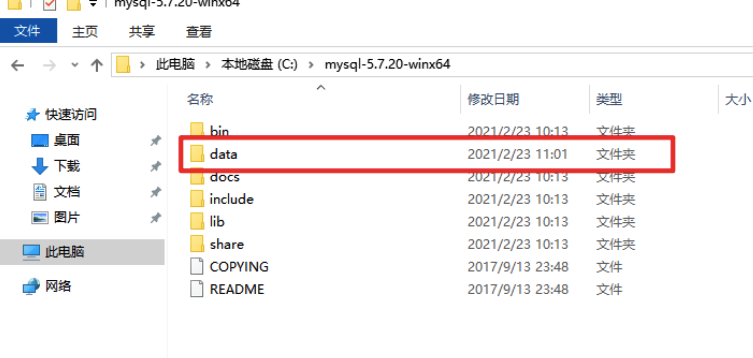 mysql-5.7.20-winx64
文件 主页 共享 查看
此电脑 › 本地磁盘 (C:) › mysql-5.7.20-winx64
名称 修改日期 类型 大小
快速访问
桌面
下载
文档
图片
此电脑
网络
bin 2021/2/23 10:13 文件夹
data 2021/2/23 11:01 文件夹
docs 2021/2/23 10:13 文件夹
include 2021/2/23 10:13 文件夹
lib 2021/2/23 10:13 文件夹
share 2021/2/23 10:13 文件夹
COPYING 2017/9/13 23:48 文件
README 2017/9/13 23:48 文件